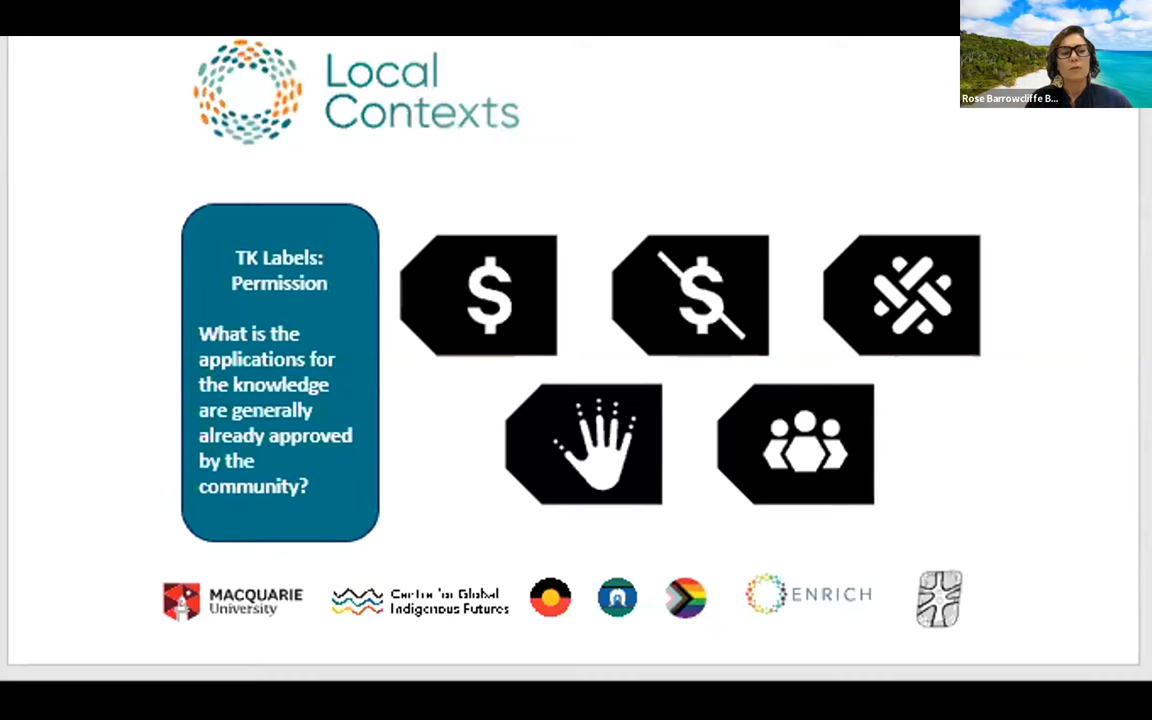 Local
Contexts
Rose Barrowcliffe B...
TK Labels:
Permission
What is the
applications for
the knowledge
are generally
already approved
by the
community?
$
$
MACQUARIE
University
Centre for Global
Indigenous Futures
ENRICH